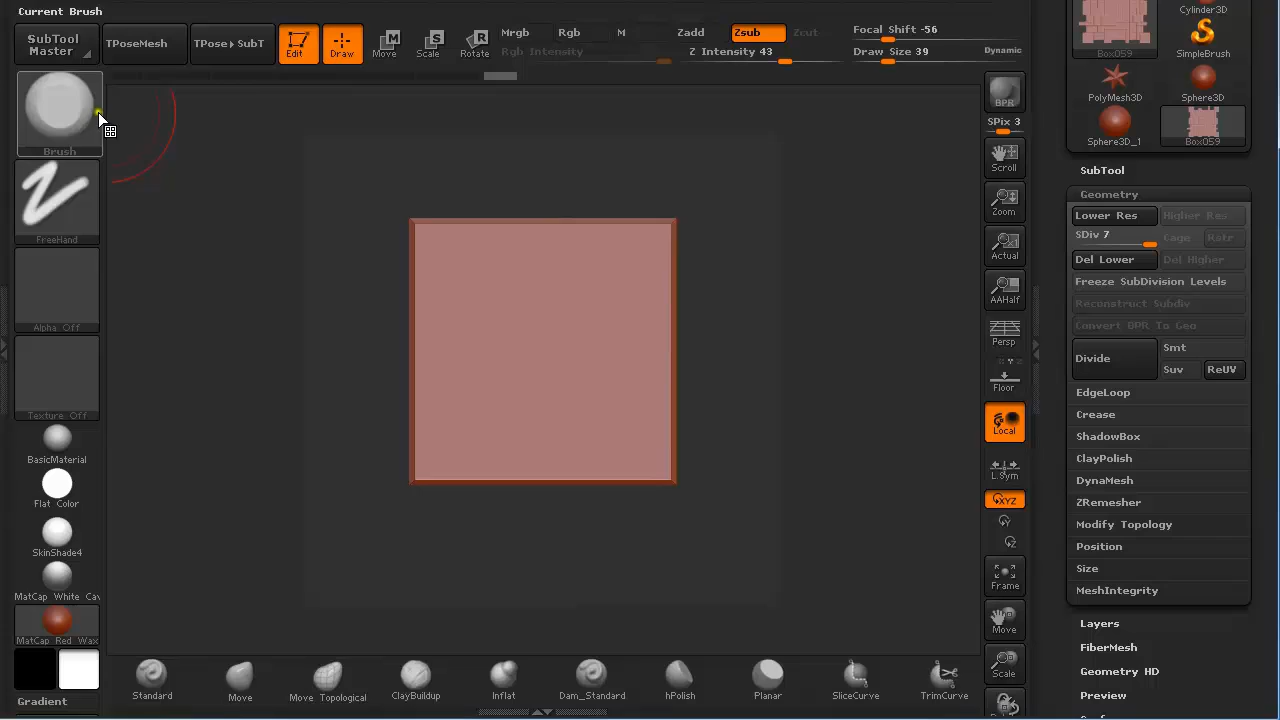 Current Brush
SubTool
Master
TPoseMesh
TPose▸SubT
Edit
Draw
Move
Scale
Rotate
Mrgb
Rgb
M
Rgb Intensity
Zadd
Zsub
Zcut
Z Intensity 43
Focal Shift -56
Draw Size 39
Dynamic
Brush
FreeHand
Alpha Off
Texture Off
BasicMaterial
Flat Color
SkinShade4
MatCap White Cav
MatCap Red Wax
Gradient
BPR
SPix 3
Scroll
Zoom
Actual
AAHalf
Persp
Floor
Local
L.Sym
XYZ
Frame
Move
Scale
Standard
Move
Move Topological
ClayBuildup
Inflat
Dam_Standard
hPolish
Planar
SliceCurve
TrimCurve
Box059
Cylinder3D
SimpleBrush
PolyMesh3D
Sphere3D
Sphere3D_1
Box059
SubTool
Geometry
Lower Res
Higher Res
SDiv 7
Cage
Rstr
Del Lower
Del Higher
Freeze SubDivision Levels
Reconstruct Subdiv
Convert BPR To Geo
Divide
Smt
Suv
ReUV
EdgeLoop
Crease
ShadowBox
ClayPolish
DynaMesh
ZRemesher
Modify Topology
Position
Size
MeshIntegrity
Layers
FiberMesh
Geometry HD
Preview